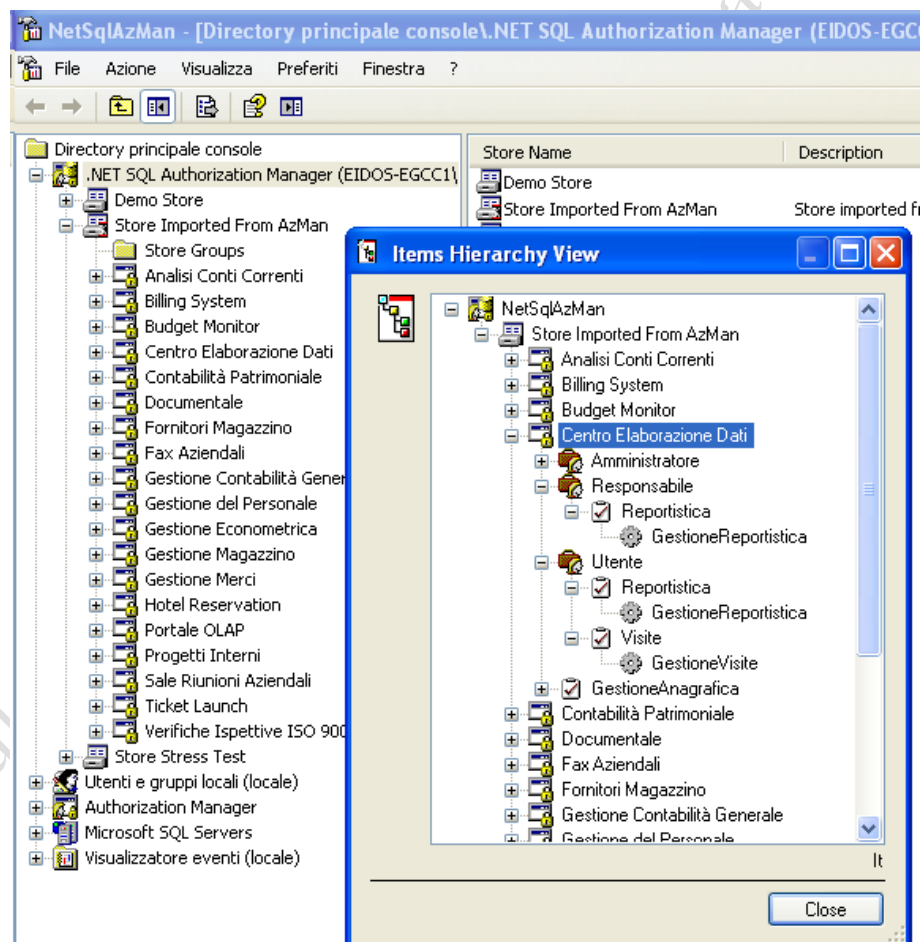 NetSqlAzMan - [Directory principale console\.NET SQL Authorization Manager (EIDOS-EGCC
File Azione Visualizza Preferiti Finestra ?
Directory principale console
.NET SQL Authorization Manager (EIDOS-EGCC1\
Demo Store
Store Imported From AzMan
Store Groups
Analisi Conti Correnti
Billing System
Budget Monitor
Centro Elaborazione Dati
Contabilità Patrimoniale
Documentale
Fornitori Magazzino
Fax Aziendali
Gestione Contabilità Gener
Gestione del Personale
Gestione Econometrica
Gestione Magazzino
Gestione Merci
Hotel Reservation
Portale OLAP
Progetti Interni
Sale Riunioni Aziendali
Ticket Launch
Verifiche Ispettive ISO 900
Store Stress Test
Utenti e gruppi locali (locale)
Authorization Manager
Microsoft SQL Servers
Visualizzatore eventi (locale)
Store Name Description
Demo Store
Store Imported From AzMan Store imported fr
Items Hierarchy View
NetSqlAzMan
Store Imported From AzMan
Analisi Conti Correnti
Billing System
Budget Monitor
Centro Elaborazione Dati
Amministratore
Responsabile
Reportistica
GestioneReportistica
Utente
Reportistica
GestioneReportistica
Visite
GestioneVisite
GestioneAnagrafica
Contabilità Patrimoniale
Documentale
Fax Aziendali
Fornitori Magazzino
Gestione Contabilità Generale
Gestione del Personale
It
Close